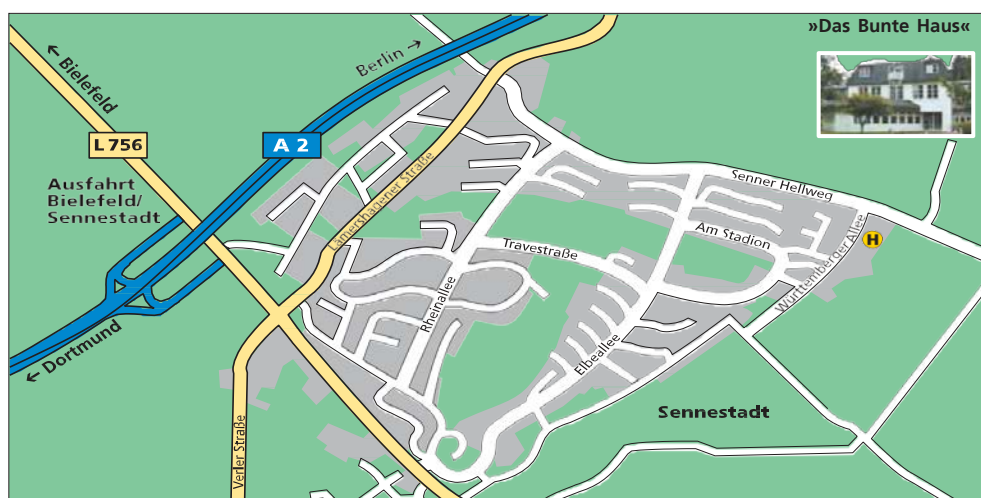 »Das Bunte Haus«
← Bielefeld
Berlin →
L 756
A 2
Ausfahrt
Bielefeld/
Sennestadt
Lämershagener Straße
Senner Hellweg
Am Stadion
Württemberger Allee
H
Travestraße
Rheinallee
Elbeallee
← Dortmund
Verler Straße
Sennestadt